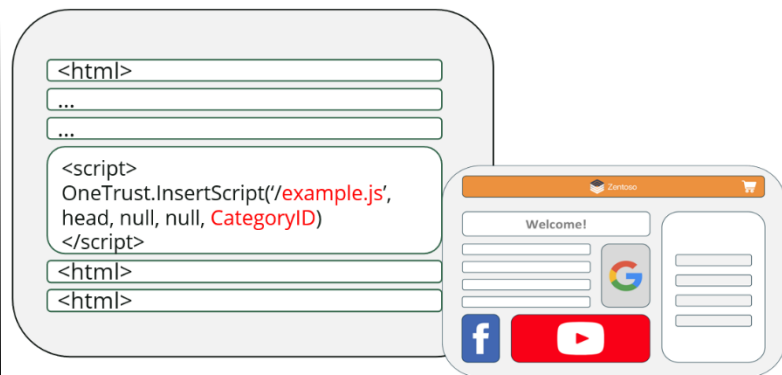 <html>
...
...
<script>
OneTrust.InsertScript(‘/example.js’,
head, null, null, CategoryID)
</script>
<html>
<html>
Zentoso
Welcome!